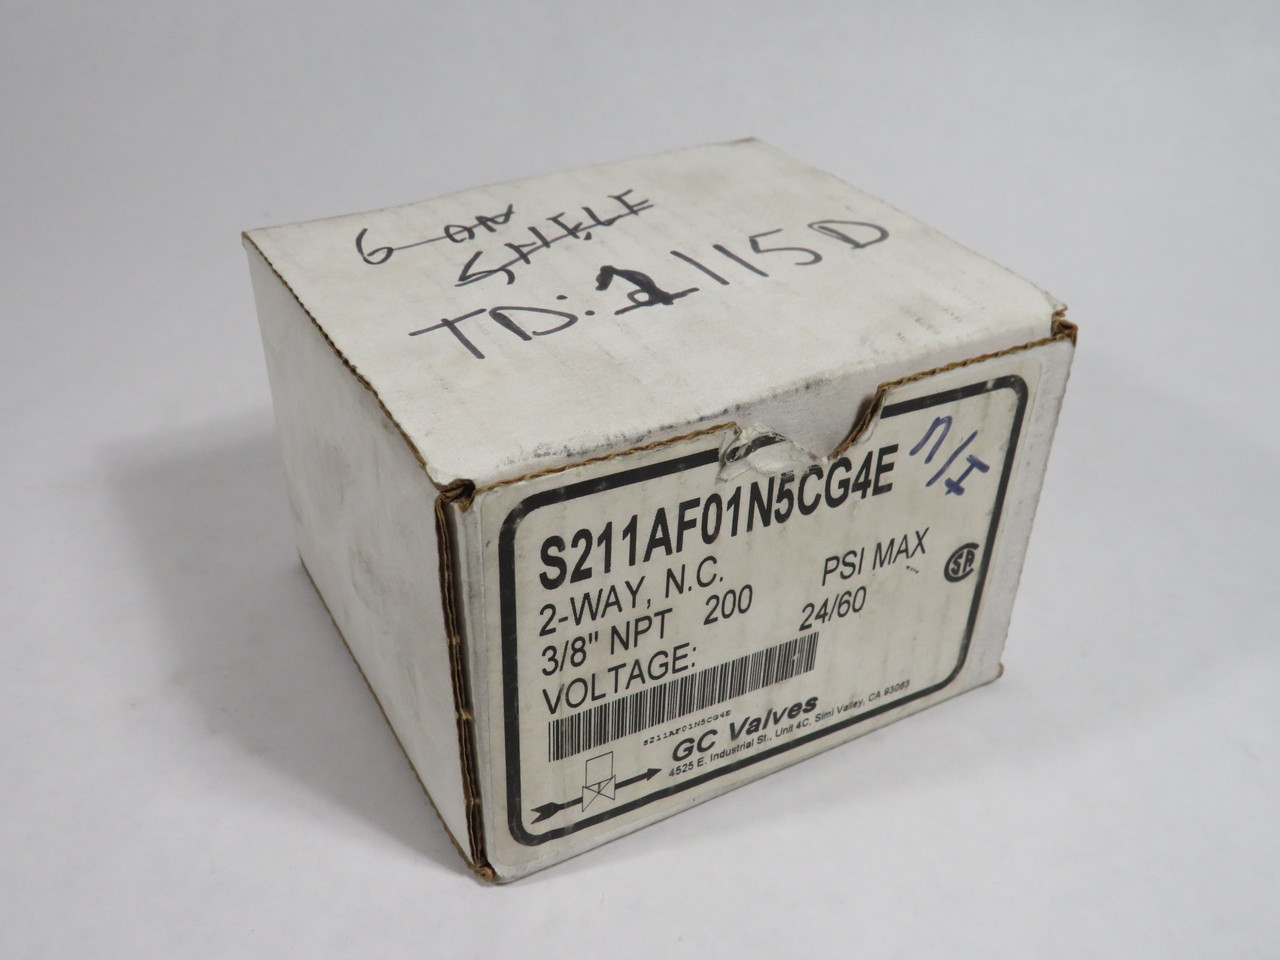 6 ON
SHELF
TD: 2115D
n/I
S211AF01N5CG4E
2-WAY, N.C.
3/8" NPT 200 PSI MAX
VOLTAGE: 24/60
S211AF01N5CG4E
GC Valves
4525 E. Industrial St., Unit 4C, Simi Valley, CA 93063
SA